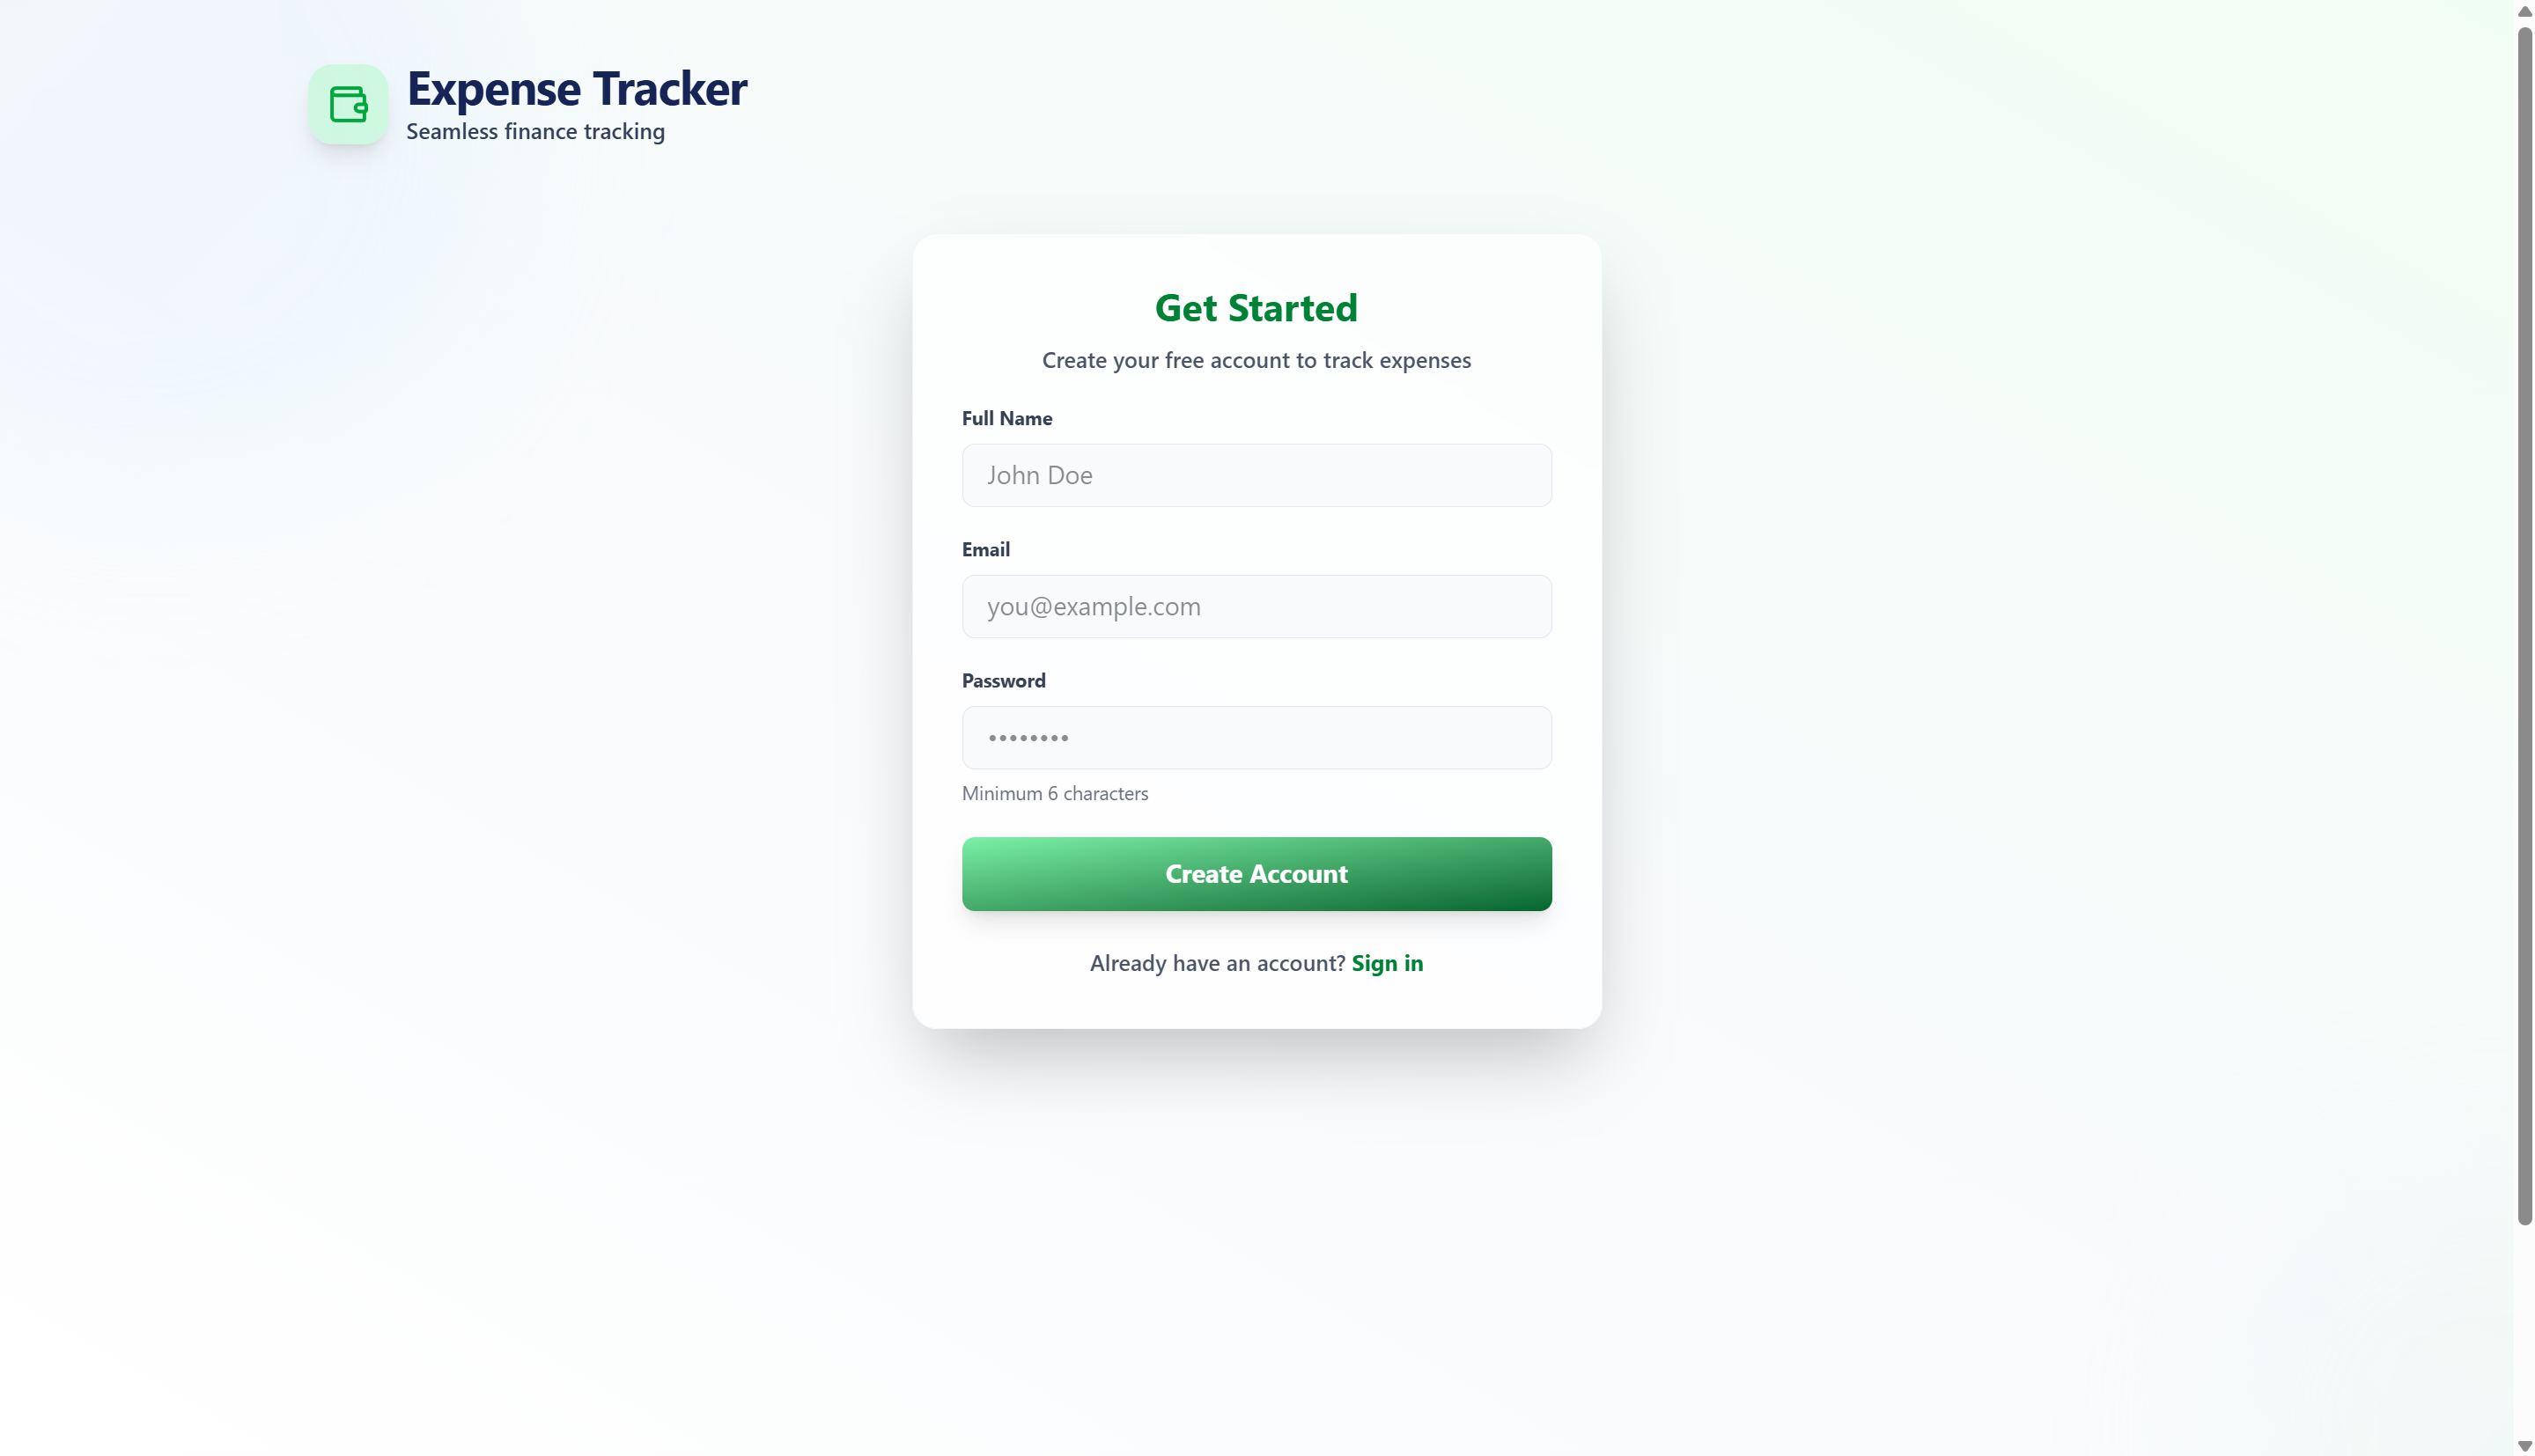 Expense Tracker
Seamless finance tracking
Get Started
Create your free account to track expenses
Full Name
John Doe
Email
you@example.com
Password
••••••••
Minimum 6 characters
Create Account
Already have an account? Sign in